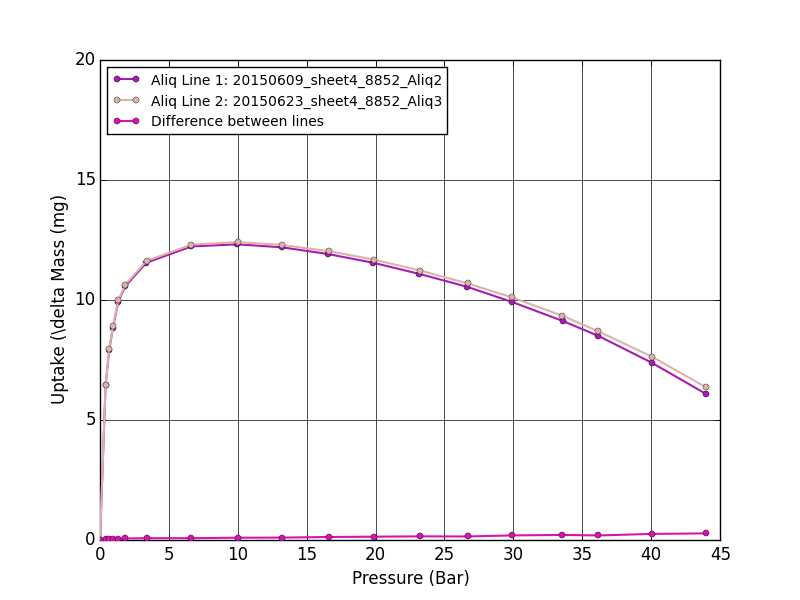 20
15
10
5
0
Uptake (\delta Mass (mg)
Aliq Line 1: 20150609_sheet4_8852_Aliq2
Aliq Line 2: 20150623_sheet4_8852_Aliq3
Difference between lines
0 5 10 15 20 25 30 35 40 45
Pressure (Bar)